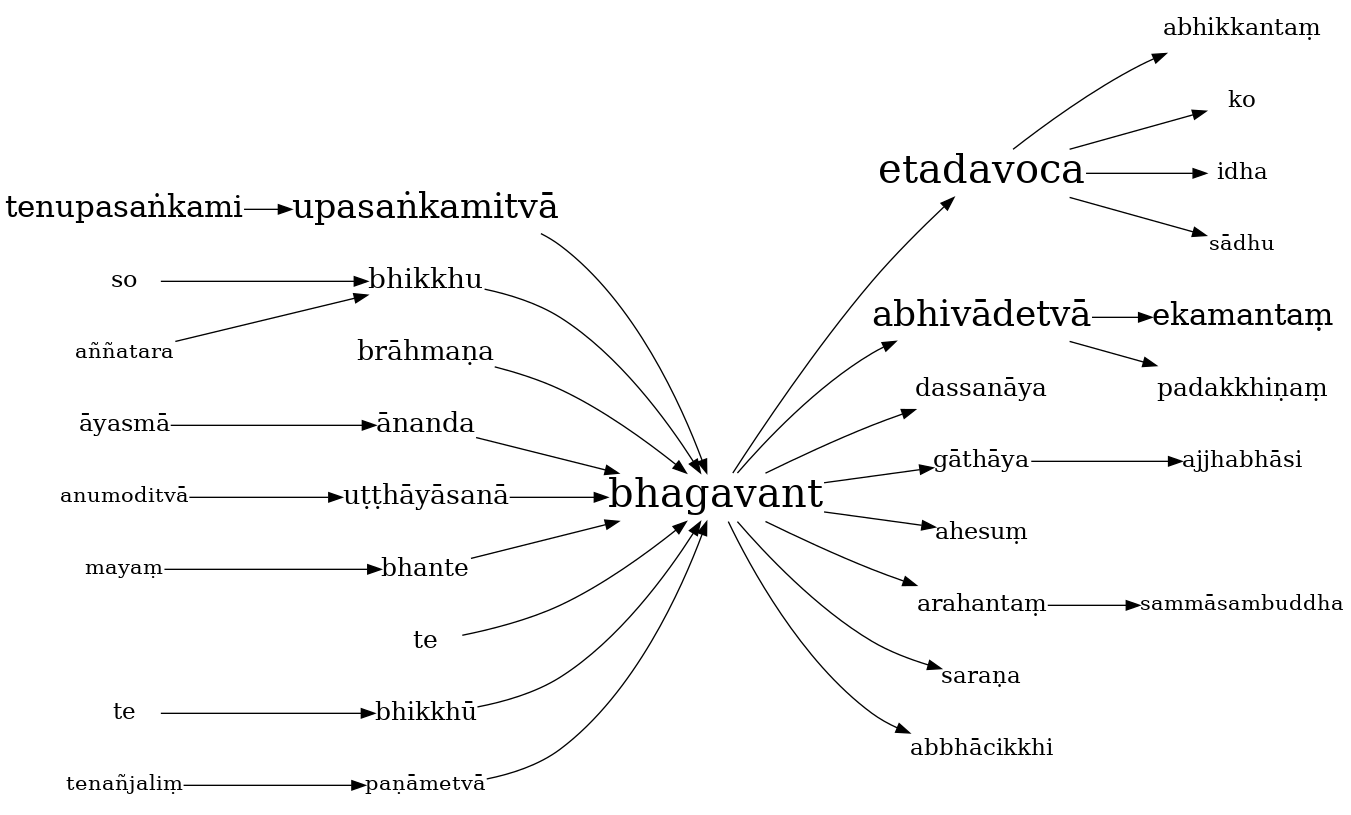 abhikkantaṃ
ko
etadavoca
idha
tenupasaṅkami
upasaṅkamitvā
sādhu
so
bhikkhu
abhivādetvā
ekamantaṃ
aññatara
brāhmaṇa
dassanāya
padakkhiṇaṃ
āyasmā
ānanda
gāthāya
ajjhabhāsi
anumoditvā
uṭṭhāyāsanā
bhagavant
ahesuṃ
mayaṃ
bhante
arahantaṃ
sammāsambuddha
te
saraṇa
te
bhikkhū
abbhācikkhi
tenañjaliṃ
paṇāmetvā